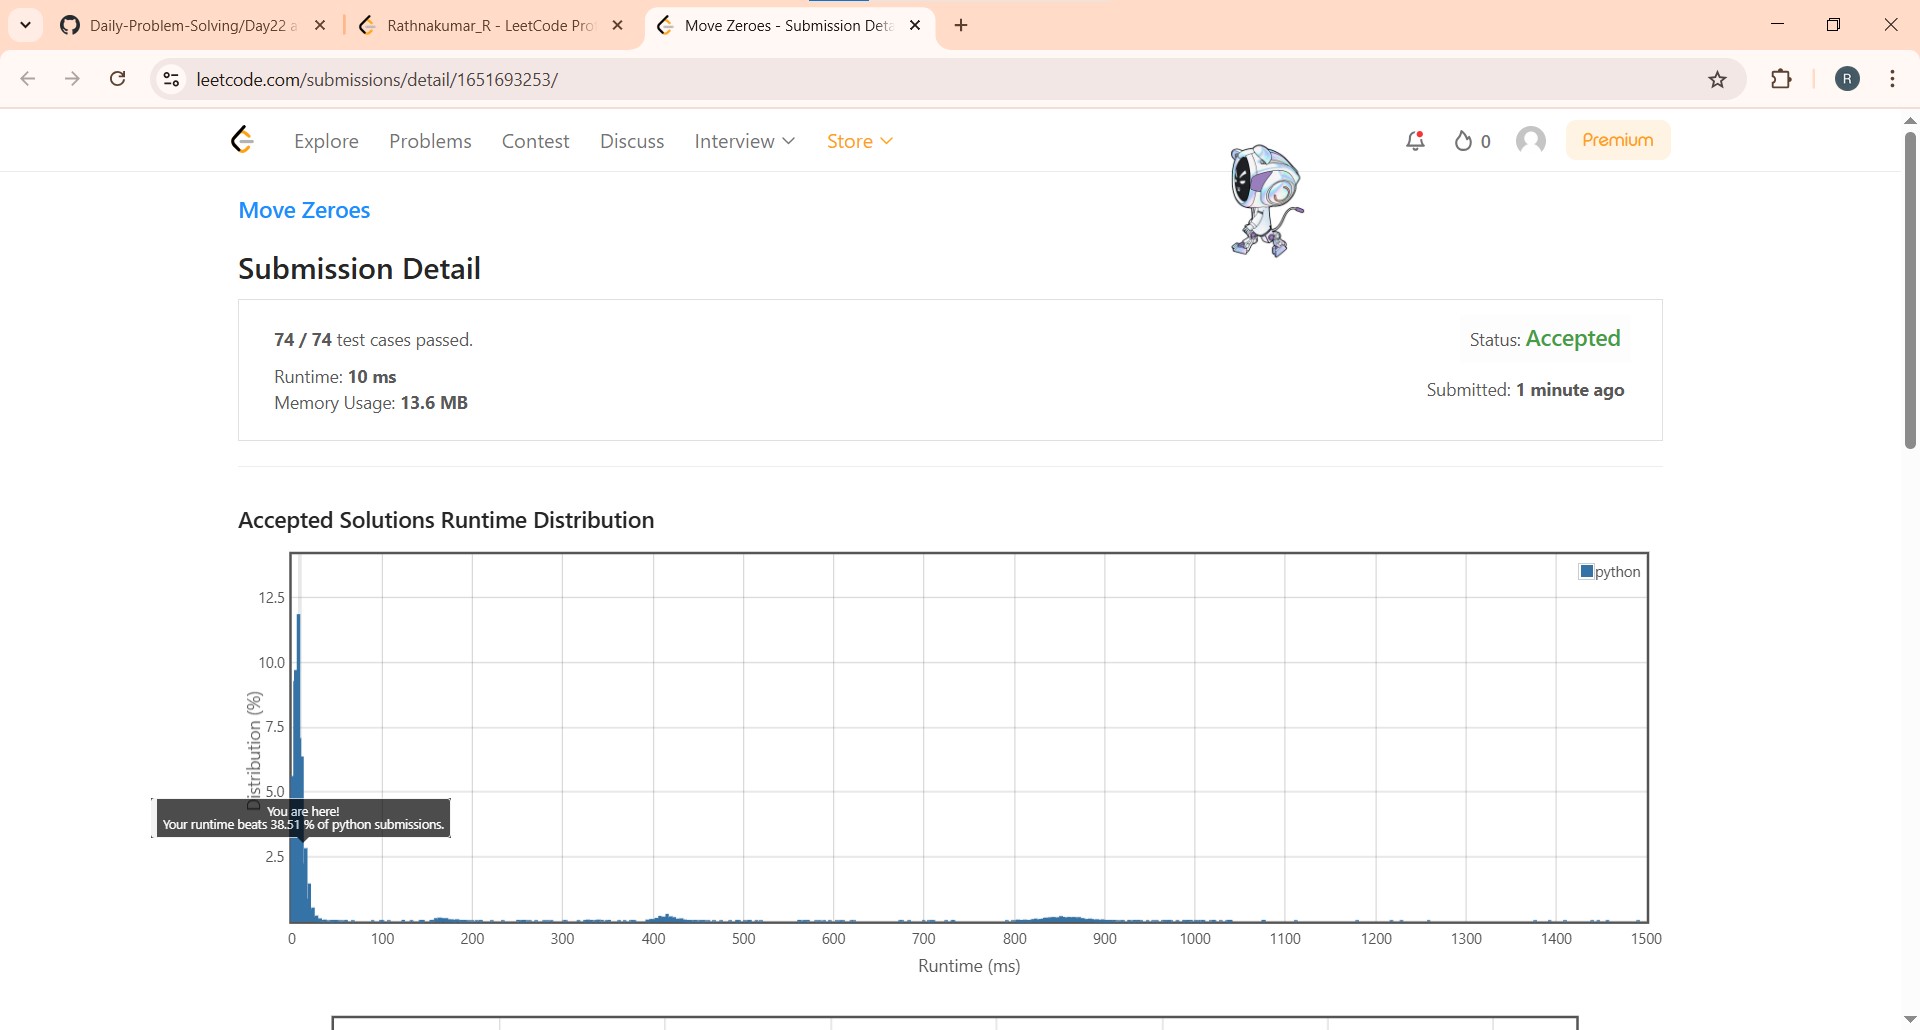 Daily-Problem-Solving/Day22 a
Rathnakumar_R - LeetCode Pro
Move Zeroes - Submission Deta
leetcode.com/submissions/detail/1651693253/
R
Explore
Problems
Contest
Discuss
Interview
Store
0
Premium
Move Zeroes
Submission Detail
74 / 74 test cases passed.
Status: Accepted
Runtime: 10 ms
Submitted: 1 minute ago
Memory Usage: 13.6 MB
Accepted Solutions Runtime Distribution
python
12.5
10.0
7.5
5.0
2.5
Distribution (%)
You are here!
Your runtime beats 38.51 % of python submissions.
0 100 200 300 400 500 600 700 800 900 1000 1100 1200 1300 1400 1500
Runtime (ms)